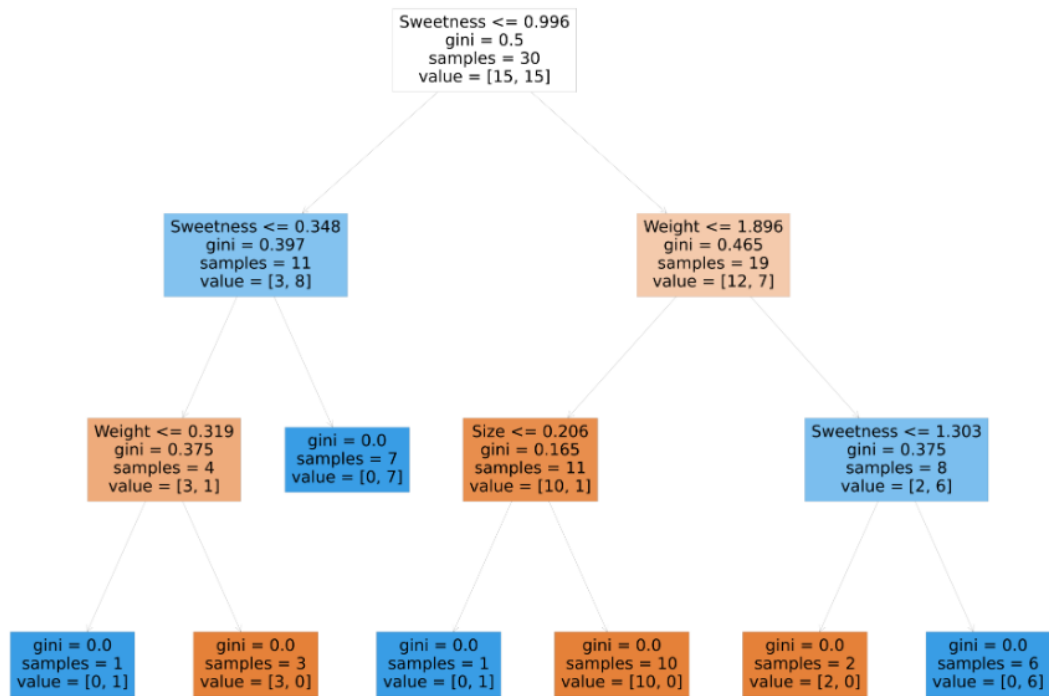 Sweetness <= 0.996
gini = 0.5
samples = 30
value = [15, 15]
Sweetness <= 0.348
gini = 0.397
samples = 11
value = [3, 8]
Weight <= 1.896
gini = 0.465
samples = 19
value = [12, 7]
Weight <= 0.319
gini = 0.375
samples = 4
value = [3, 1]
gini = 0.0
samples = 7
value = [0, 7]
Size <= 0.206
gini = 0.165
samples = 11
value = [10, 1]
Sweetness <= 1.303
gini = 0.375
samples = 8
value = [2, 6]
gini = 0.0
samples = 1
value = [0, 1]
gini = 0.0
samples = 3
value = [3, 0]
gini = 0.0
samples = 1
value = [0, 1]
gini = 0.0
samples = 10
value = [10, 0]
gini = 0.0
samples = 2
value = [2, 0]
gini = 0.0
samples = 6
value = [0, 6]